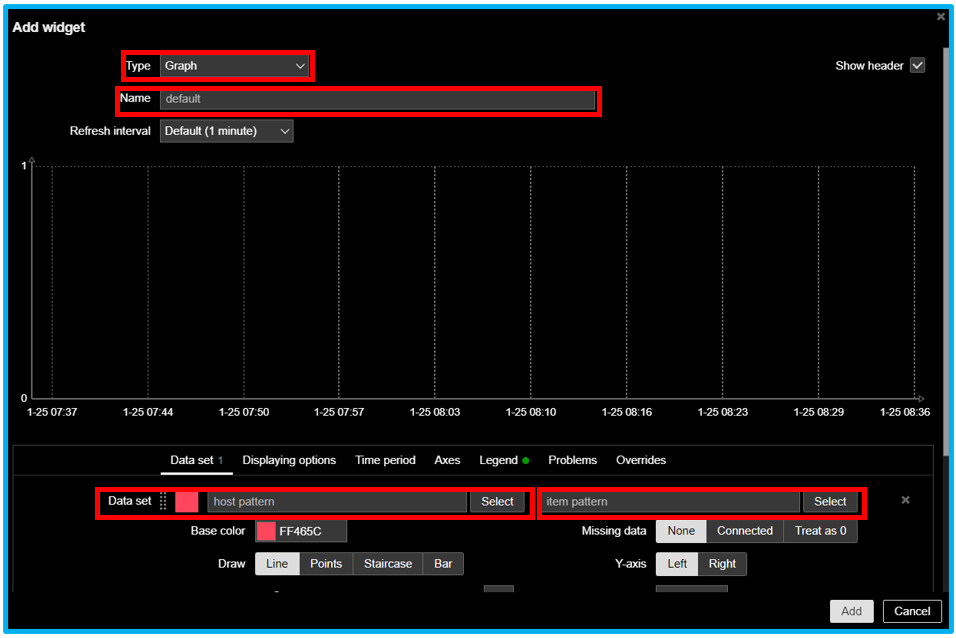 Add widget
Type Graph Show header
Name default
Refresh interval Default (1 minute)
1
0
1-25 07:37 1-25 07:44 1-25 07:50 1-25 07:57 1-25 08:03 1-25 08:10 1-25 08:16 1-25 08:23 1-25 08:29 1-25 08:36
Data set 1 Displaying options Time period Axes Legend Problems Overrides
Data set host pattern Select item pattern Select
Base color FF465C Missing data None Connected Treat as 0
Draw Line Points Staircase Bar Y-axis Left Right
Add Cancel